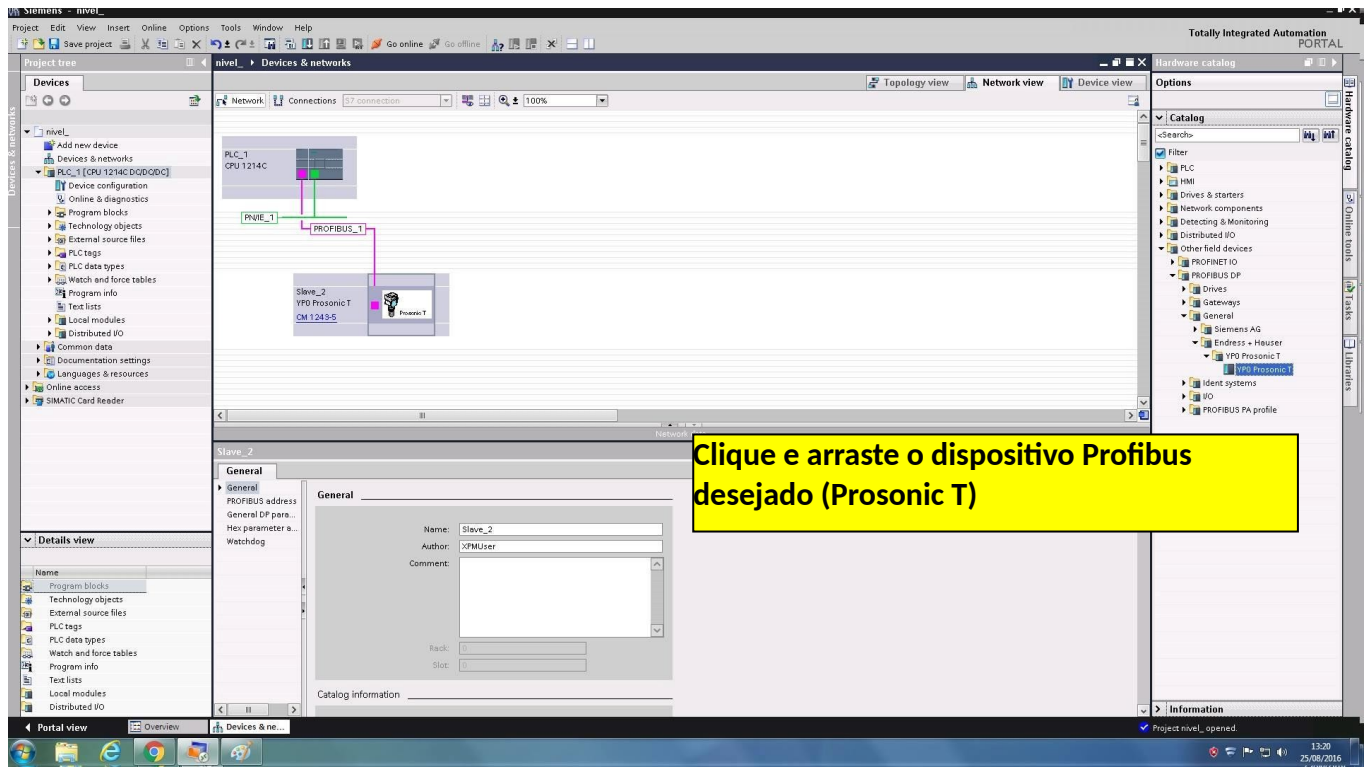 Siemens - nivel_
Project Edit View Insert Online Options Tools Window Help
Save project Go online Go offline
Totally Integrated Automation
PORTAL
Project tree
nivel_ Devices & networks
Hardware catalog
Devices
Topology view Network view Device view
Options
Network Connections S7 connection 100%
Catalog
<Search>
Filter
nivel_
Add new device
Devices & networks
PLC_1 [CPU 1214C DC/DC/DC]
Device configuration
Online & diagnostics
Program blocks
Technology objects
External source files
PLC tags
PLC data types
Watch and force tables
Program info
Text lists
Local modules
Distributed I/O
Common data
Documentation settings
Languages & resources
Online access
SIMATIC Card Reader
PLC_1
CPU 1214C
PN/IE_1
PROFIBUS_1
Slave_2
YP0 Prosonic T
CM 1243-5
Prosonic T
PLC
HMI
Drives & starters
Network components
Detecting & Monitoring
Distributed I/O
Other field devices
PROFINET IO
PROFIBUS DP
Drives
Gateways
General
Siemens AG
Endress + Hauser
YP0 Prosonic T
YP0 Prosonic T
Ident systems
I/O
PROFIBUS PA profile
Hardware catalog
Online tools
Tasks
Libraries
Devices & networks
Clique e arraste o dispositivo Profibus
desejado (Prosonic T)
Slave_2
General
General
PROFIBUS address
General DP para...
Hex parameter a...
Watchdog
General
Name: Slave_2
Author: XPMUser
Comment:
Rack: 0
Slot: 0
Catalog information
Details view
Name
Program blocks
Technology objects
External source files
PLC tags
PLC data types
Watch and force tables
Program info
Text lists
Local modules
Distributed I/O
Information
Portal view Overview Devices & ne...
Project nivel_ opened.
13:20
25/08/2016